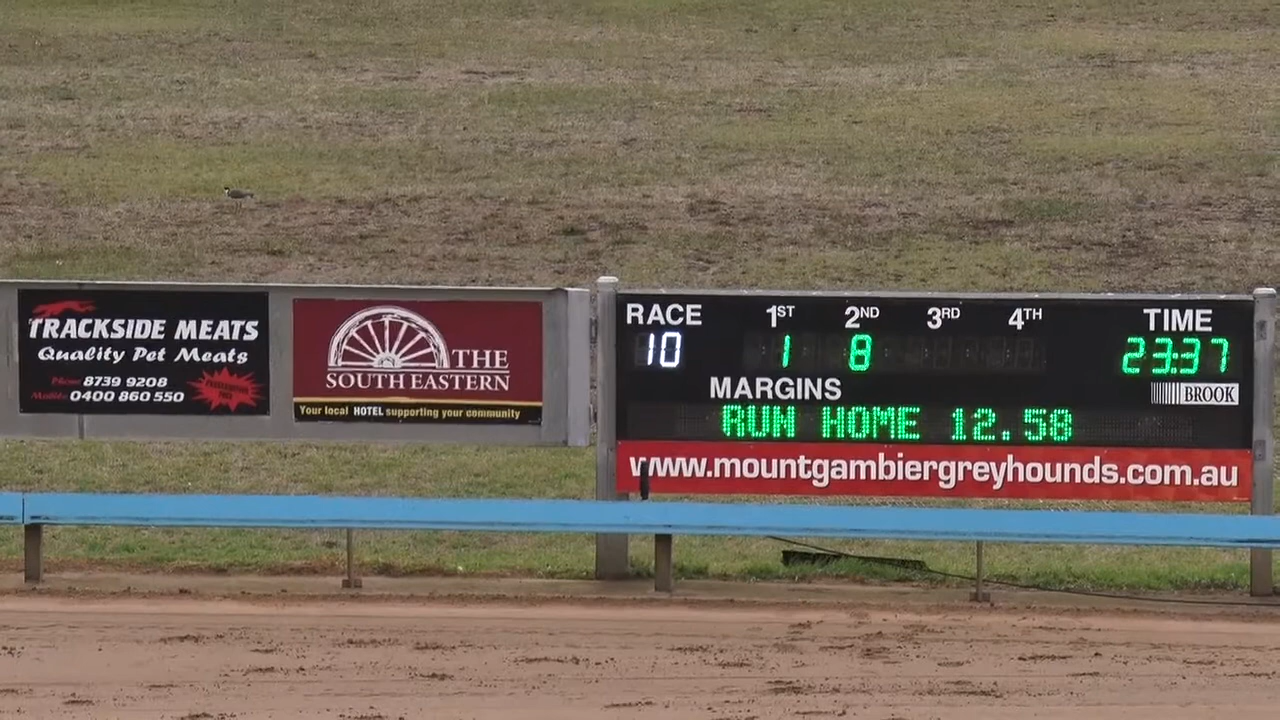 TRACKSIDE MEATS
Quality Pet Meats
Phone: 8739 9208
Mobile: 0400 860 550
THE
SOUTH EASTERN
Your local HOTEL supporting your community
RACE 1ST 2ND 3RD 4TH TIME
10 1 8 23:37
MARGINS
BROOK
RUN HOME 12.58
www.mountgambiergreyhounds.com.au